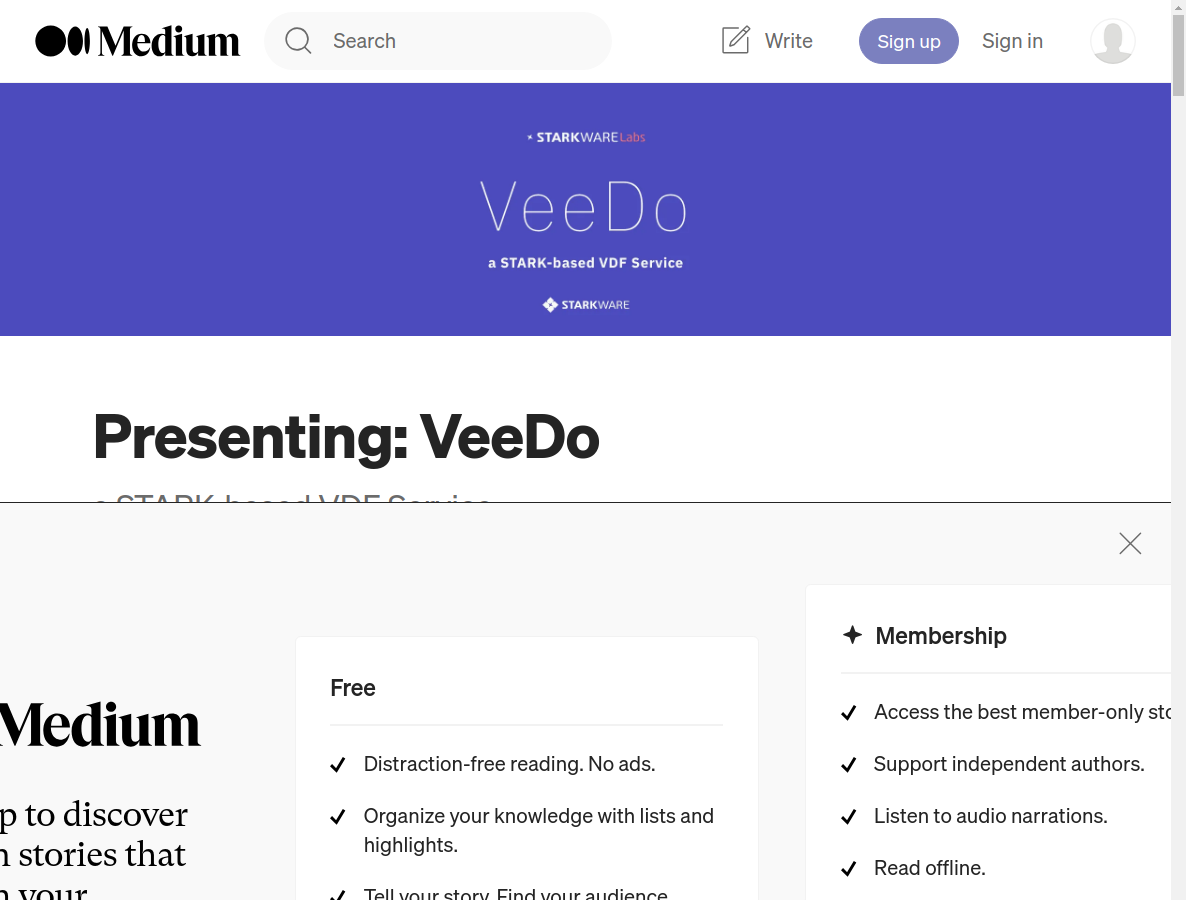 Medium
Search
Write
Sign up
Sign in
STARKWARE Labs
VeeDo
a STARK-based VDF Service
STARKWARE
Presenting: VeeDo
a STARK-based VDF Service
Membership
Free
Access the best member-only
Medium
Distraction-free reading. No ads.
Support independent authors.
p to discover
Organize your knowledge with lists and
highlights.
Listen to audio narrations.
stories that
Read offline.
your
Tell your story. Find your audience.